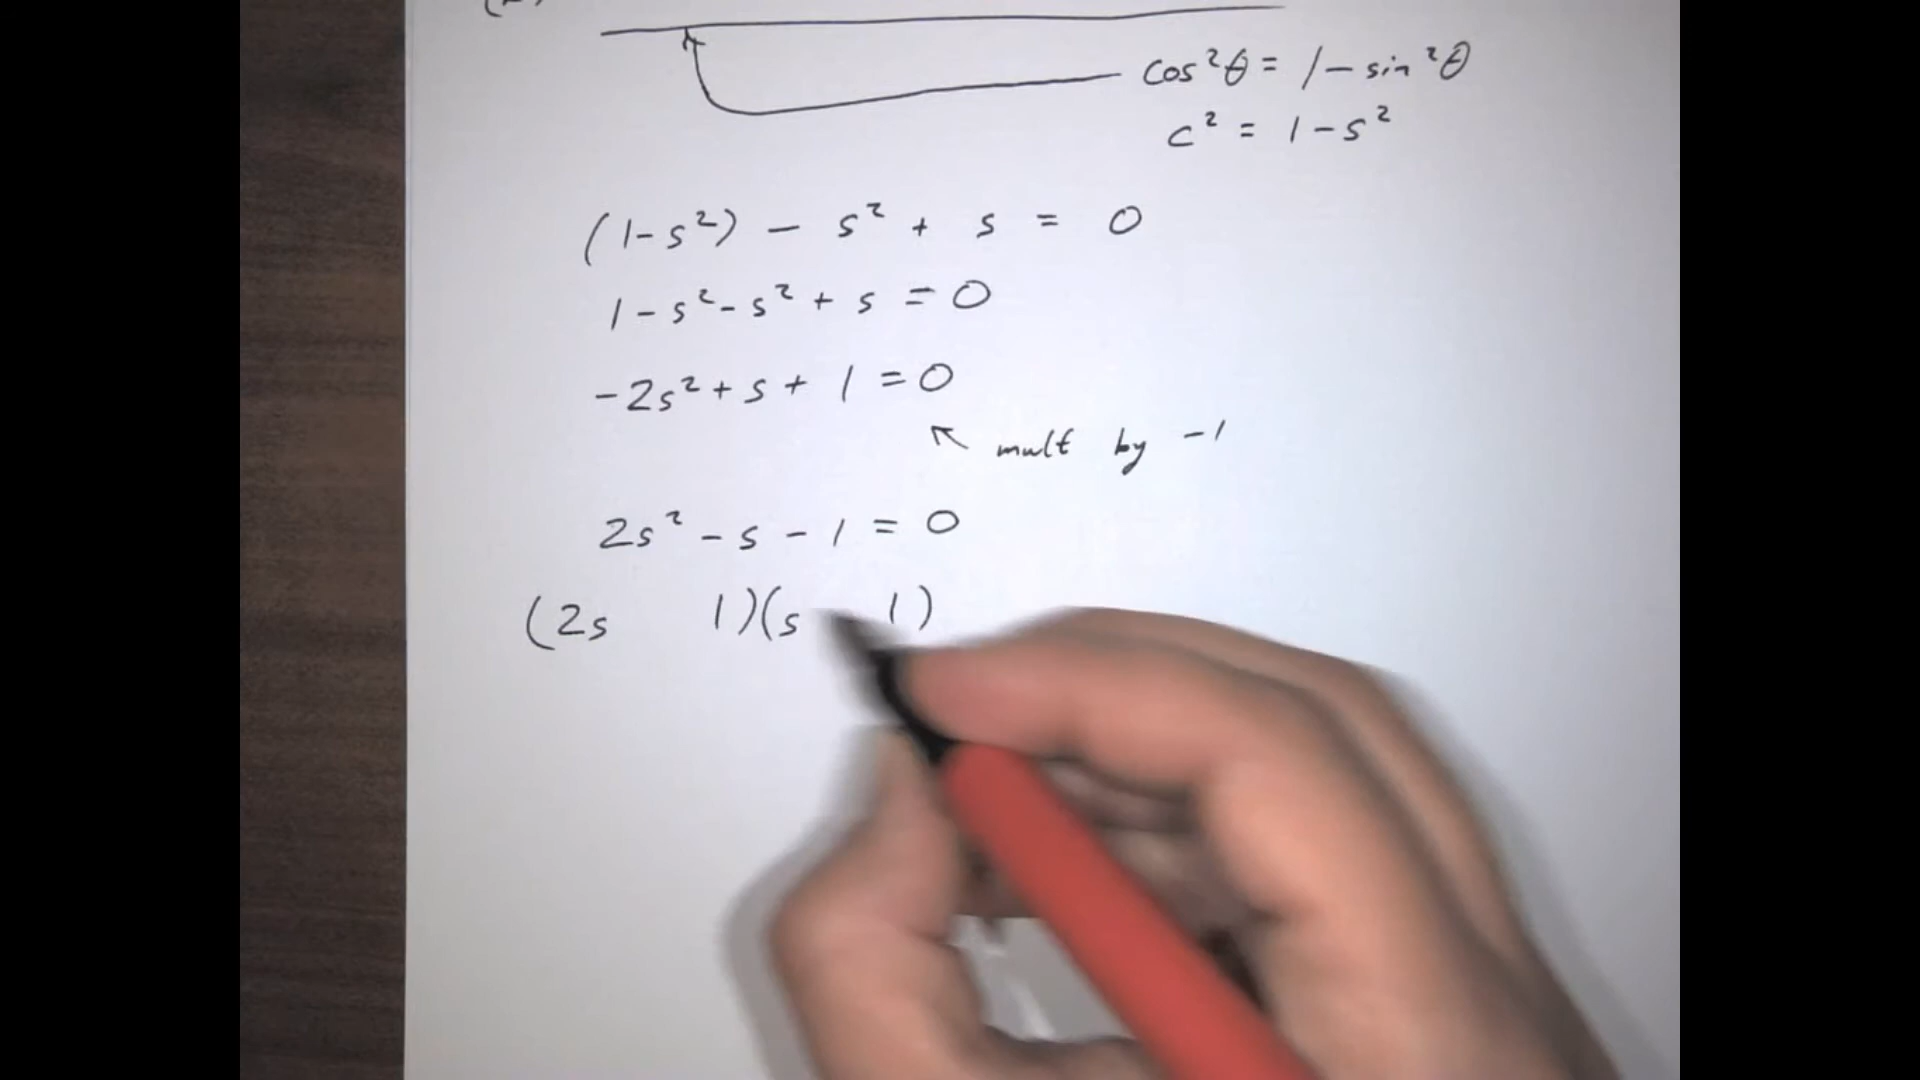 cos²θ = 1 - sin²θ
c² = 1 - s²
(1-s²) - s² + s = 0
1 - s² - s² + s = 0
-2s² + s + 1 = 0
mult by -1
2s² - s - 1 = 0
(2s 1)(s 1)